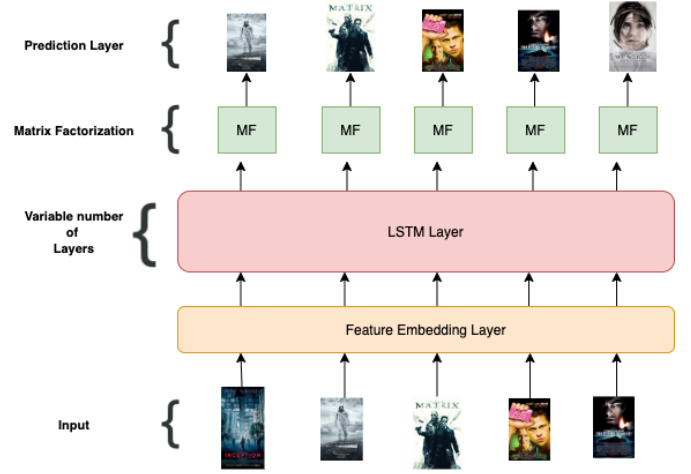 Prediction Layer
MATRIX
Matrix Factorization
MF MF MF MF MF
Variable number
of
Layers
LSTM Layer
Feature Embedding Layer
Input
INCEPTION
MATRIX